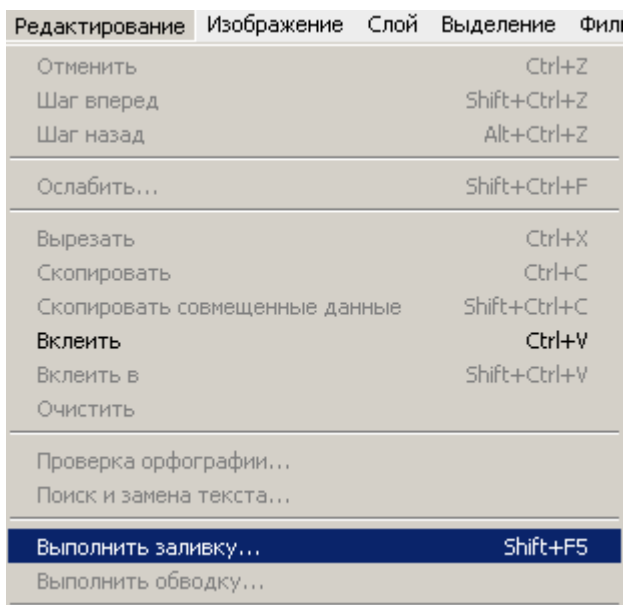 Редактирование Изображение Слой Выделение
Отменить Ctrl+Z
Шаг вперед Shift+Ctrl+Z
Шаг назад Alt+Ctrl+Z
Ослабить... Shift+Ctrl+F
Вырезать Ctrl+X
Скопировать Ctrl+C
Скопировать совмещенные данные Shift+Ctrl+C
Вклеить Ctrl+V
Вклеить в Shift+Ctrl+V
Очистить
Проверка орфографии...
Поиск и замена текста...
Выполнить заливку... Shift+F5
Выполнить обводку...